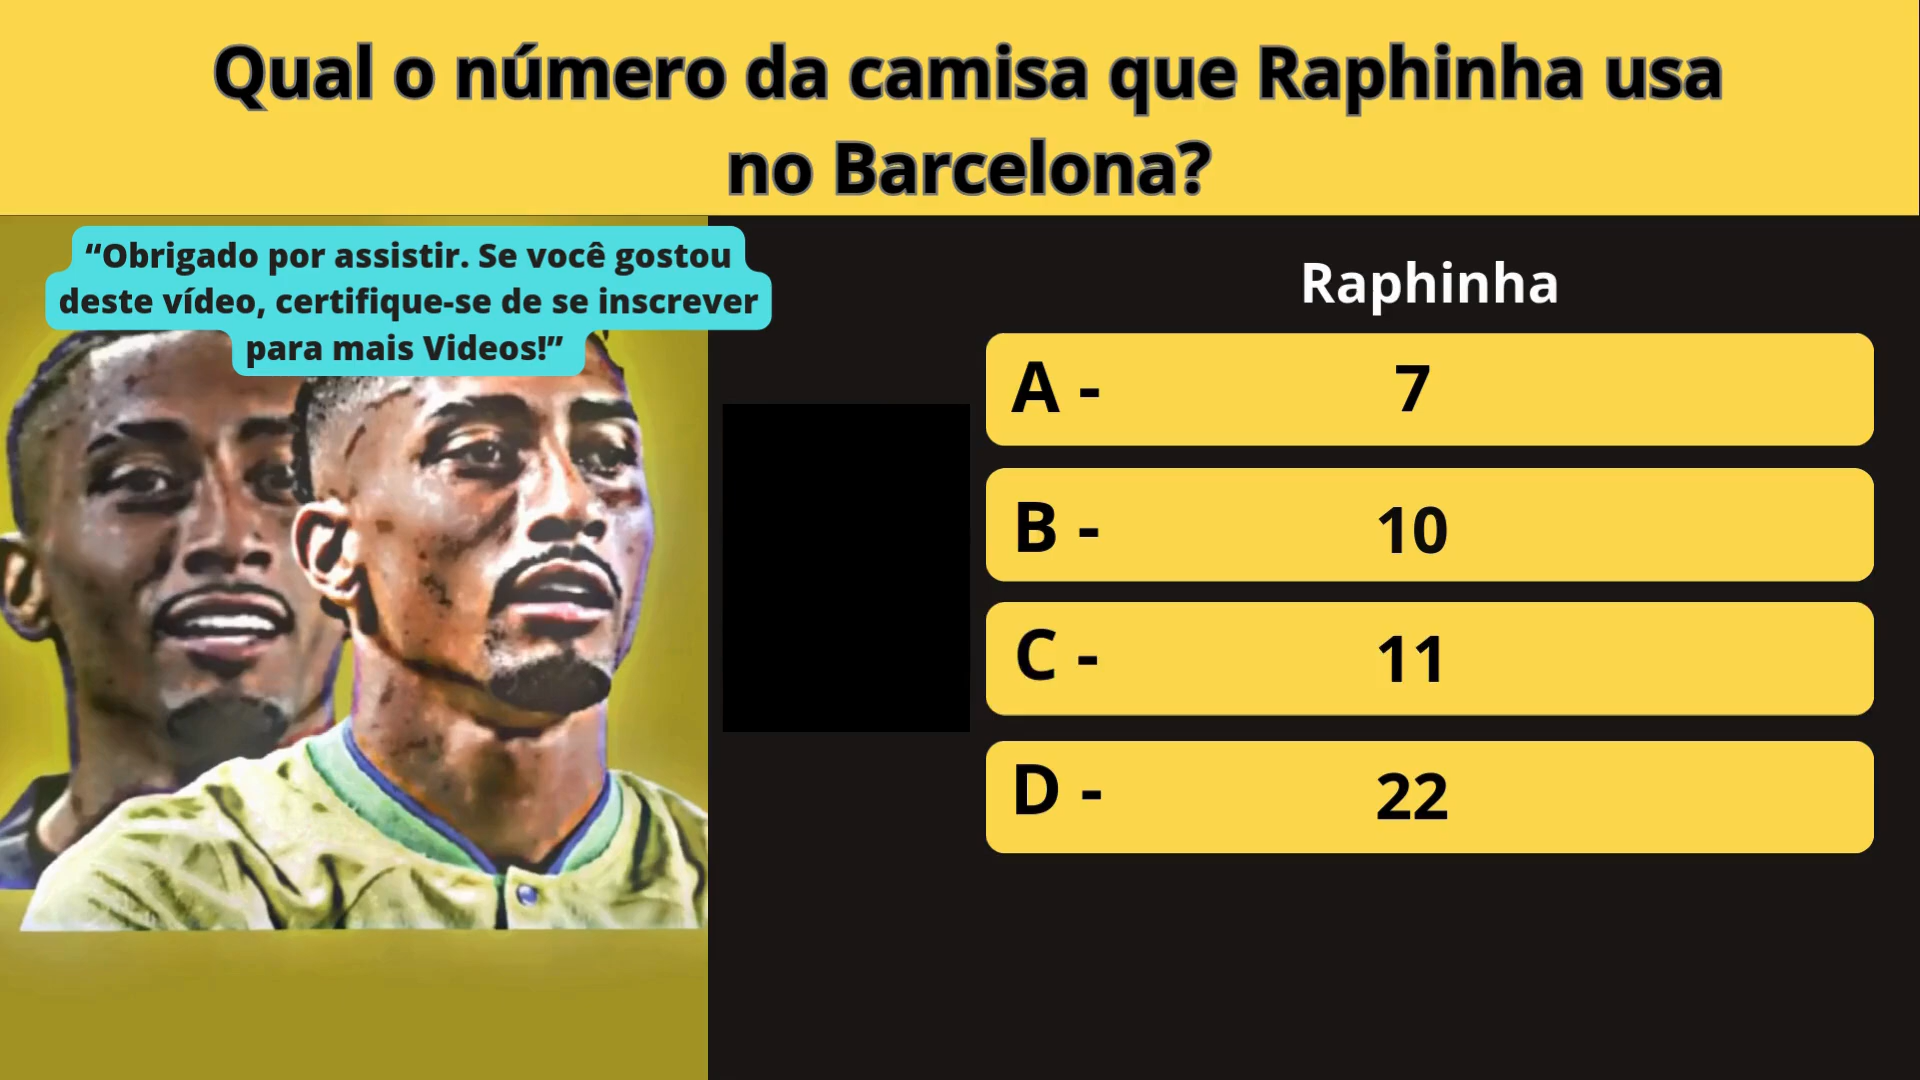 Qual o número da camisa que Raphinha usa
no Barcelona?
“Obrigado por assistir. Se você gostou
deste vídeo, certifique-se de se inscrever
para mais Videos!”
Raphinha
A - 7
B - 10
C - 11
D - 22